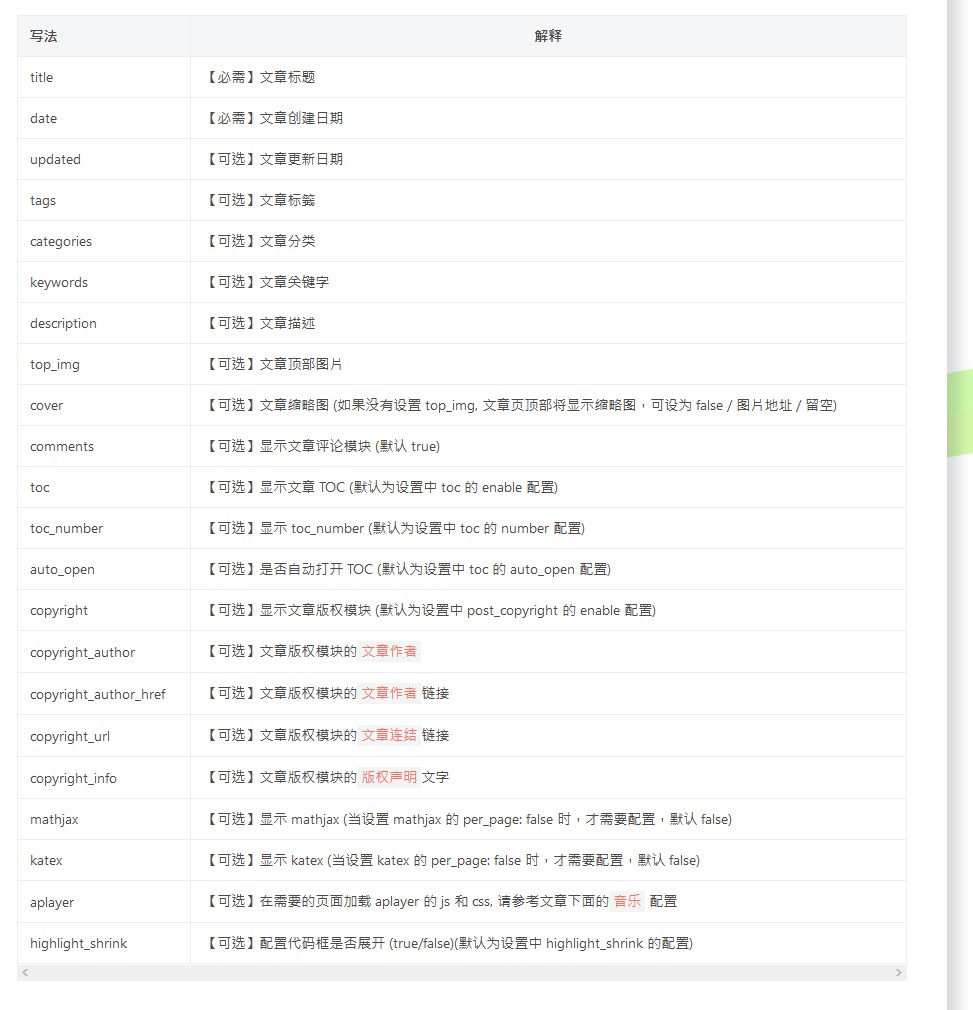 写法 解释
title 【必需】文章标题
date 【必需】文章创建日期
updated 【可选】文章更新日期
tags 【可选】文章标籤
categories 【可选】文章分类
keywords 【可选】文章关键字
description 【可选】文章描述
top_img 【可选】文章顶部图片
cover 【可选】文章缩略图 (如果没有设置 top_img, 文章页顶部将显示缩略图，可设为 false / 图片地址 / 留空)
comments 【可选】显示文章评论模块 (默认 true)
toc 【可选】显示文章 TOC (默认为设置中 toc 的 enable 配置)
toc_number 【可选】显示 toc_number (默认为设置中 toc 的 number 配置)
auto_open 【可选】是否自动打开 TOC (默认为设置中 toc 的 auto_open 配置)
copyright 【可选】显示文章版权模块 (默认为设置中 post_copyright 的 enable 配置)
copyright_author 【可选】文章版权模块的 文章作者
copyright_author_href 【可选】文章版权模块的 文章作者 链接
copyright_url 【可选】文章版权模块的 文章连结 链接
copyright_info 【可选】文章版权模块的 版权声明 文字
mathjax 【可选】显示 mathjax (当设置 mathjax 的 per_page: false 时，才需要配置，默认 false)
katex 【可选】显示 katex (当设置 katex 的 per_page: false 时，才需要配置，默认 false)
aplayer 【可选】在需要的页面加载 aplayer 的 js 和 css, 请参考文章下面的 音乐 配置
highlight_shrink 【可选】配置代码框是否展开 (true/false)(默认为设置中 highlight_shrink 的配置)